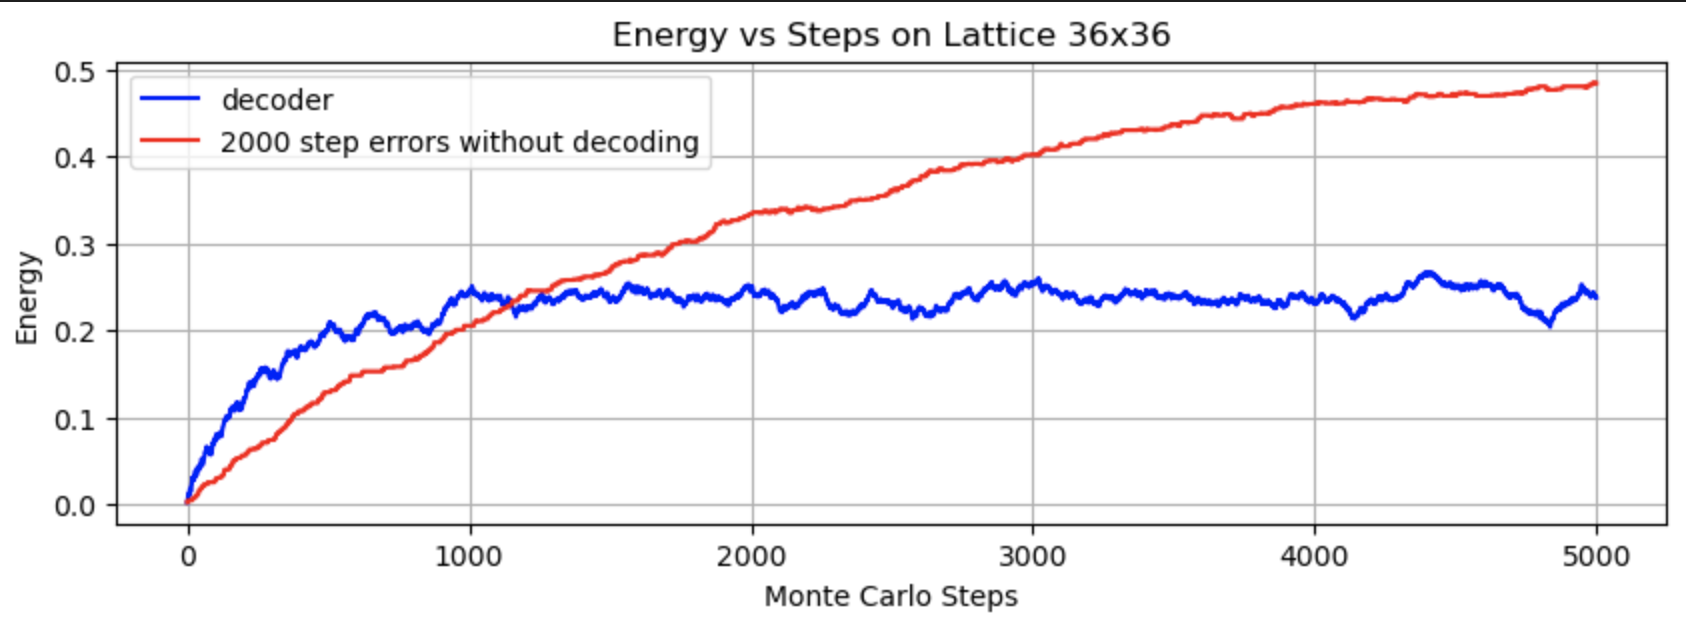 Energy vs Steps on Lattice 36x36
decoder
2000 step errors without decoding
Energy
0.5
0.4
0.3
0.2
0.1
0.0
0 1000 2000 3000 4000 5000
Monte Carlo Steps